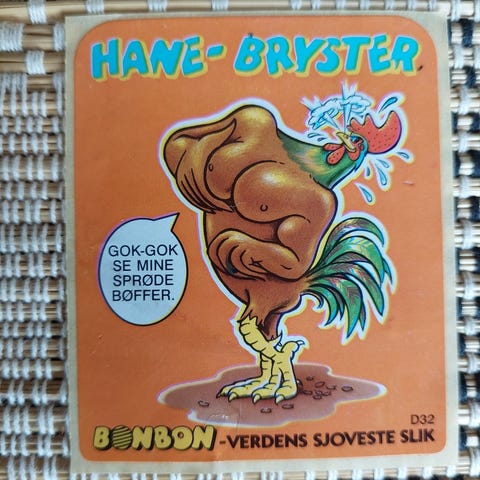 HANE-BRYSTER
GOK-GOK
SE MINE
SPRØDE
BØFFER.
D32
BONBON-VERDENS SJOVESTE SLIK